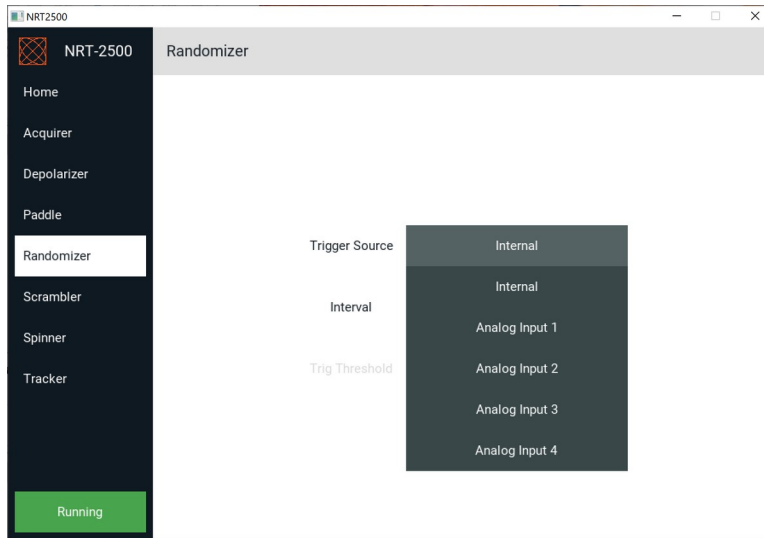 NRT2500
NRT-2500
Randomizer
Home
Acquirer
Depolarizer
Paddle
Randomizer
Scrambler
Spinner
Tracker
Running
Trigger Source
Internal
Interval
Internal
Analog Input 1
Trig Threshold
Analog Input 2
Analog Input 3
Analog Input 4